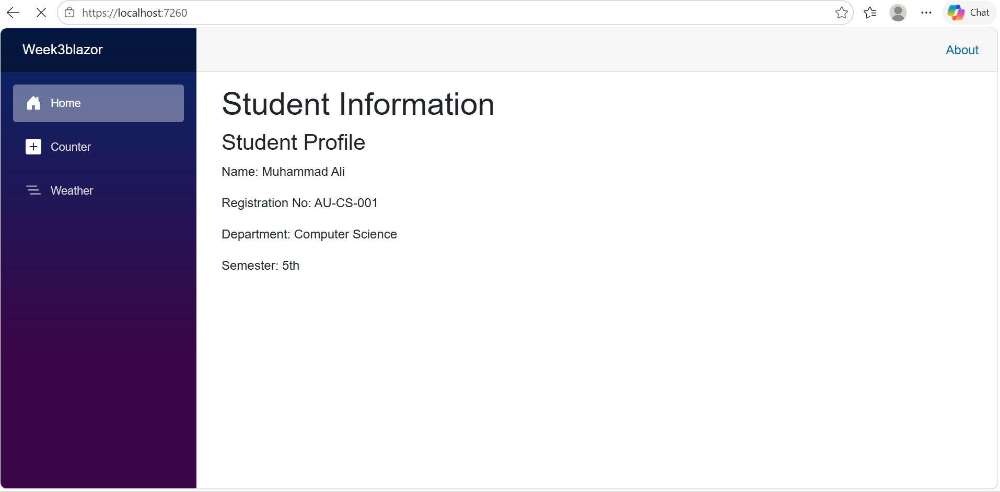 https://localhost:7260
Chat
Week3blazor
About
Home
Counter
Weather
Student Information
Student Profile
Name: Muhammad Ali
Registration No: AU-CS-001
Department: Computer Science
Semester: 5th